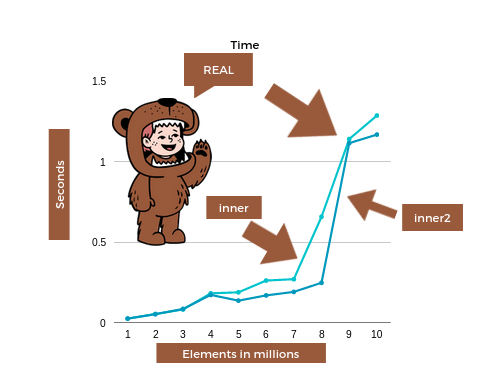 Time
REAL
1.5
1
0.5
0
Seconds
inner
inner2
1 2 3 4 5 6 7 8 9 10
Elements in millions